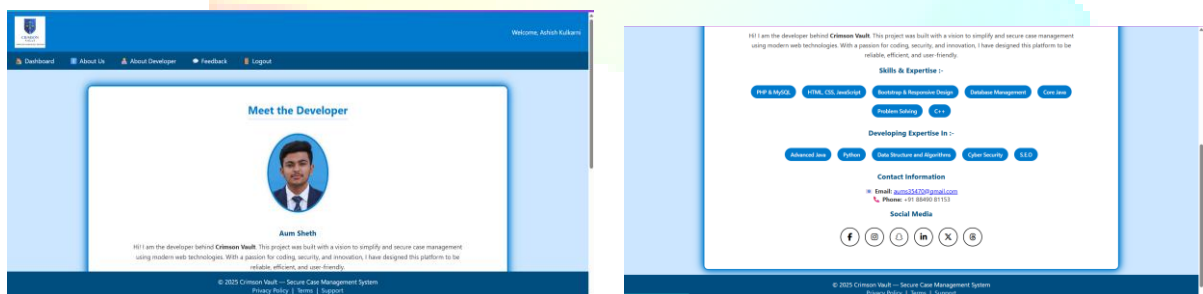 CRIMSON
Welcome, Ashish Kulkarni
Dashboard
About Us
About Developer
Feedback
Logout
Meet the Developer
Aum Sheth
Hi! I am the developer behind Crimson Vault. This project was built with a vision to simplify and secure case management
using modern web technologies. With a passion for coding, security, and innovation, I have designed this platform to be
reliable, efficient, and user-friendly.
© 2025 Crimson Vault — Secure Case Management System
Privacy Policy | Terms | Support
Hi! I am the developer behind Crimson Vault. This project was built with a vision to simplify and secure case management
using modern web technologies. With a passion for coding, security, and innovation, I have designed this platform to be
reliable, efficient, and user-friendly.
Skills & Expertise :-
PHP & MySQL
HTML, CSS, JavaScript
Bootstrap & Responsive Design
Database Management
Core Java
Problem Solving
C++
Developing Expertise In :-
Advanced Java
Python
Data Structure and Algorithms
Cyber Security
S.E.O
Contact Information
Email: aums35470@gmail.com
Phone: +91 88490 81153
Social Media
© 2025 Crimson Vault — Secure Case Management System
Privacy Policy | Terms | Support